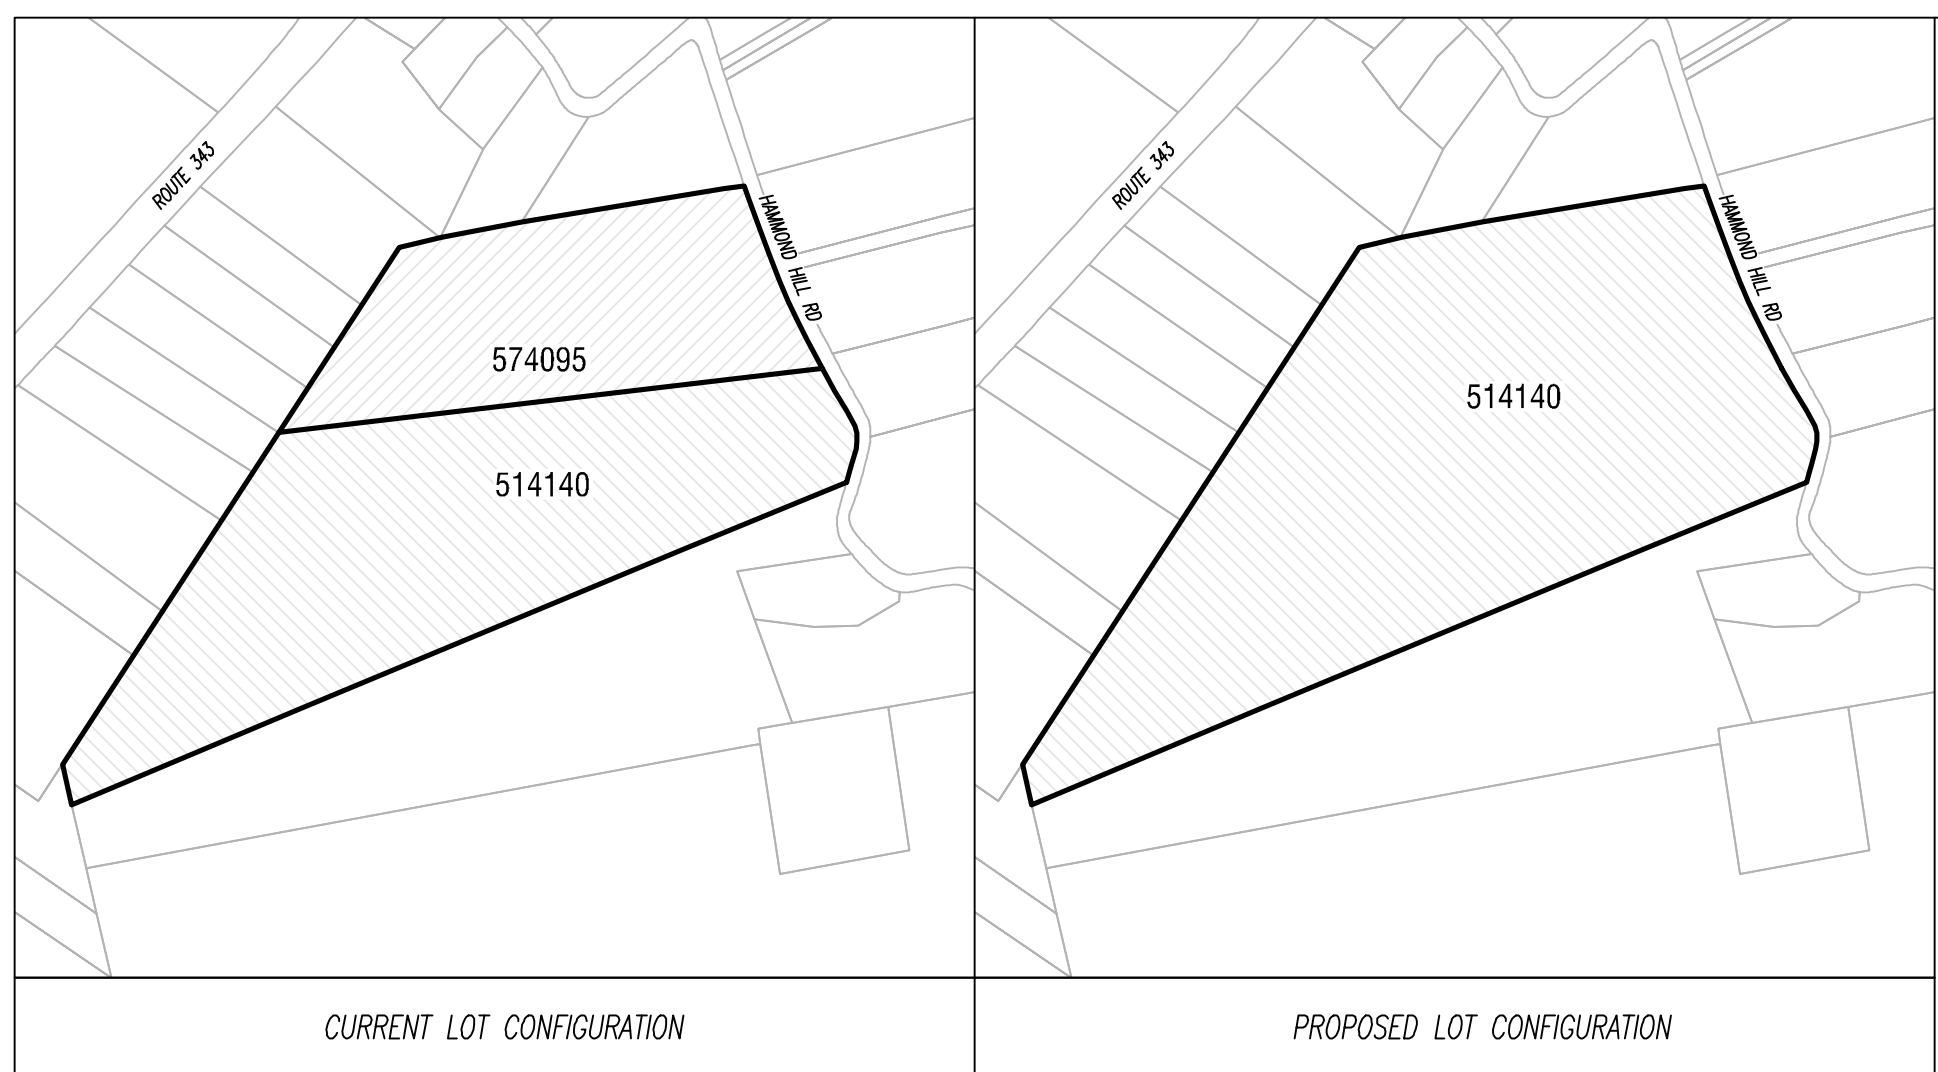 ROUTE 343
HAMMOND HILL RD
574095
514140
CURRENT LOT CONFIGURATION
ROUTE 343
HAMMOND HILL RD
514140
PROPOSED LOT CONFIGURATION